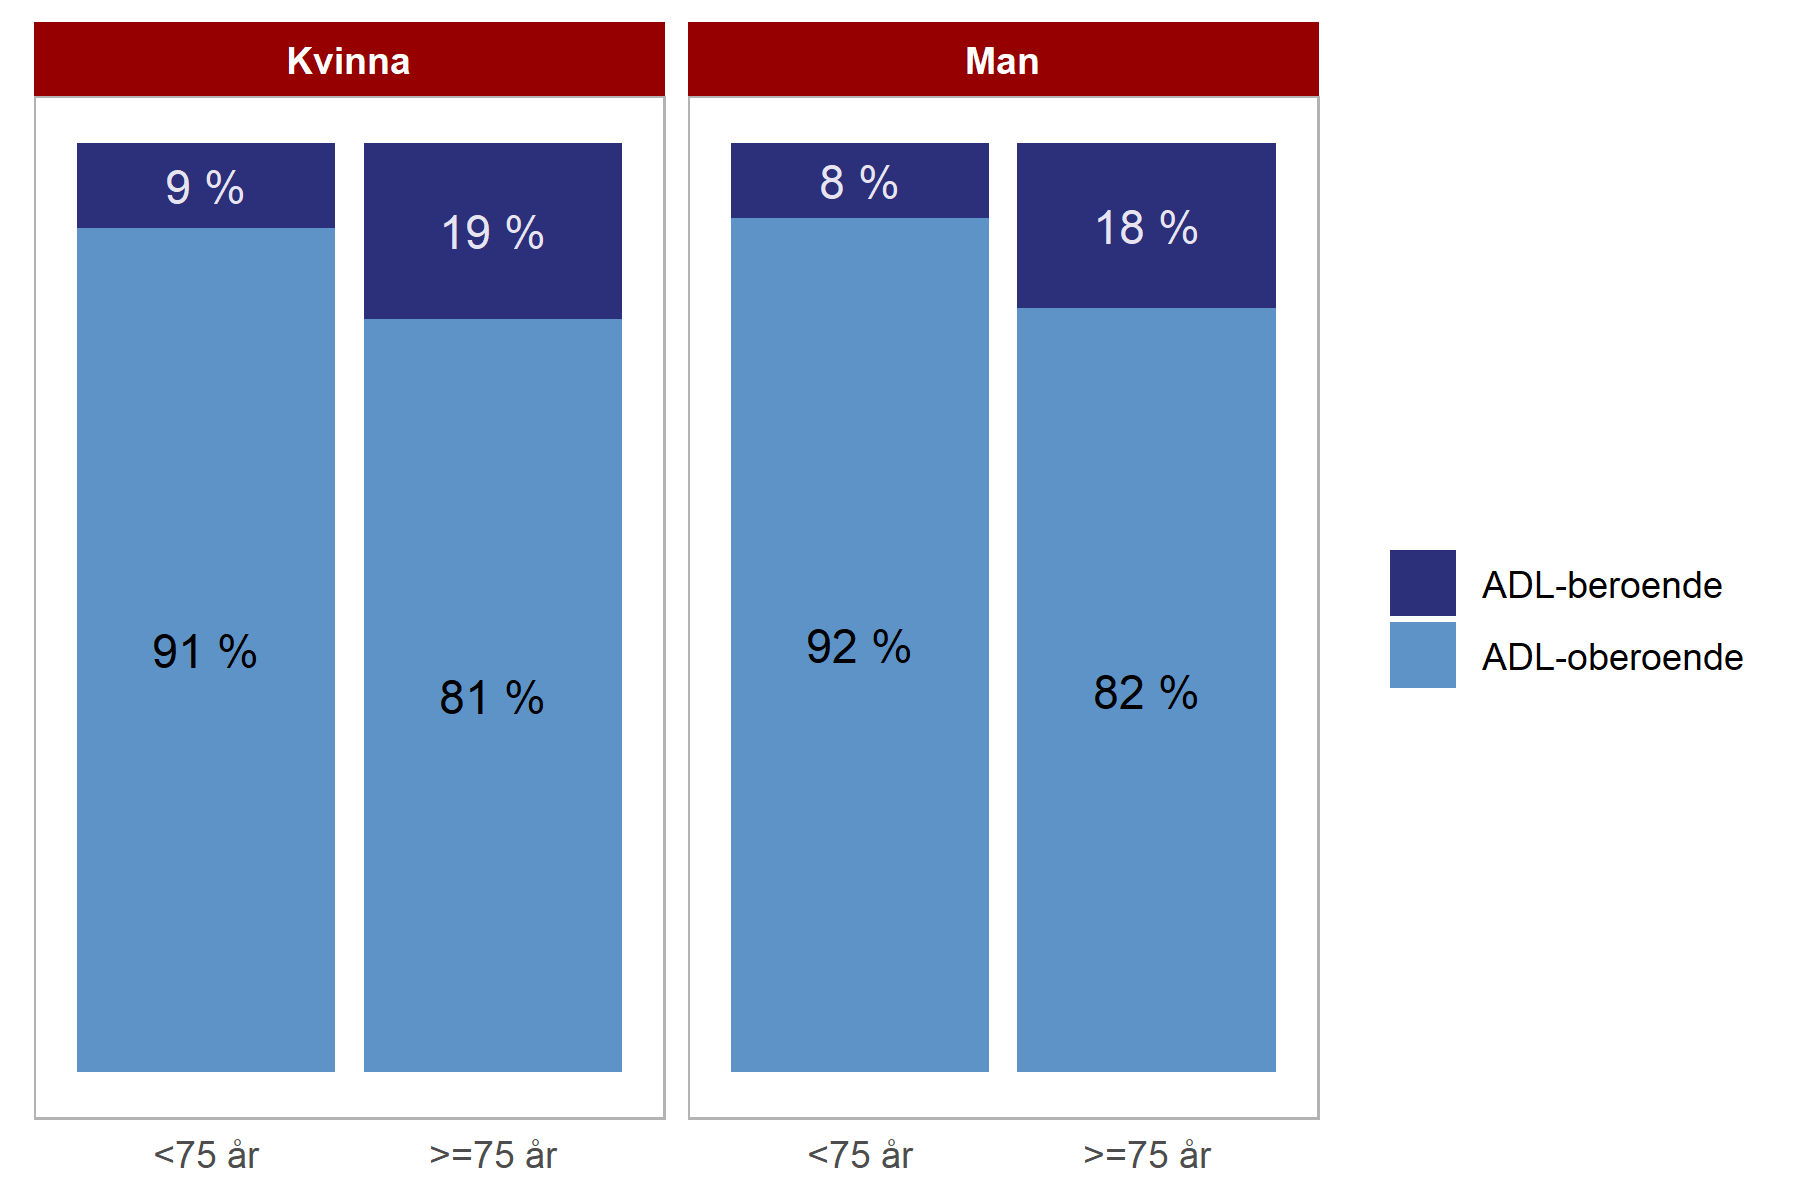 Kvinna
Man
9 %
19 %
8 %
18 %
91 %
81 %
92 %
82 %
ADL-beroende
ADL-oberoende
<75 år
>=75 år
<75 år
>=75 år